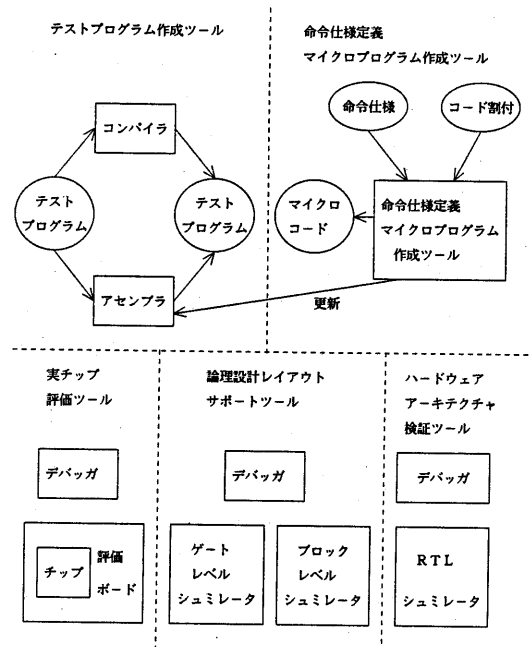 テストプログラム作成ツール
命令仕様定義
マイクロプログラム作成ツール
命令仕様
コード割付
コンパイラ
テスト
プログラム
テスト
プログラム
マイクロ
コード
命令仕様定義
マイクロプログラム
作成ツール
アセンブラ
更新
実チップ
評価ツール
論理設計レイアウト
サポートツール
ハードウェア
アーキテクチャ
検証ツール
デバッガ
デバッガ
デバッガ
チップ
評価
ボード
ゲート
レベル
シュミレータ
ブロック
レベル
シュミレータ
RTL
シュミレータ